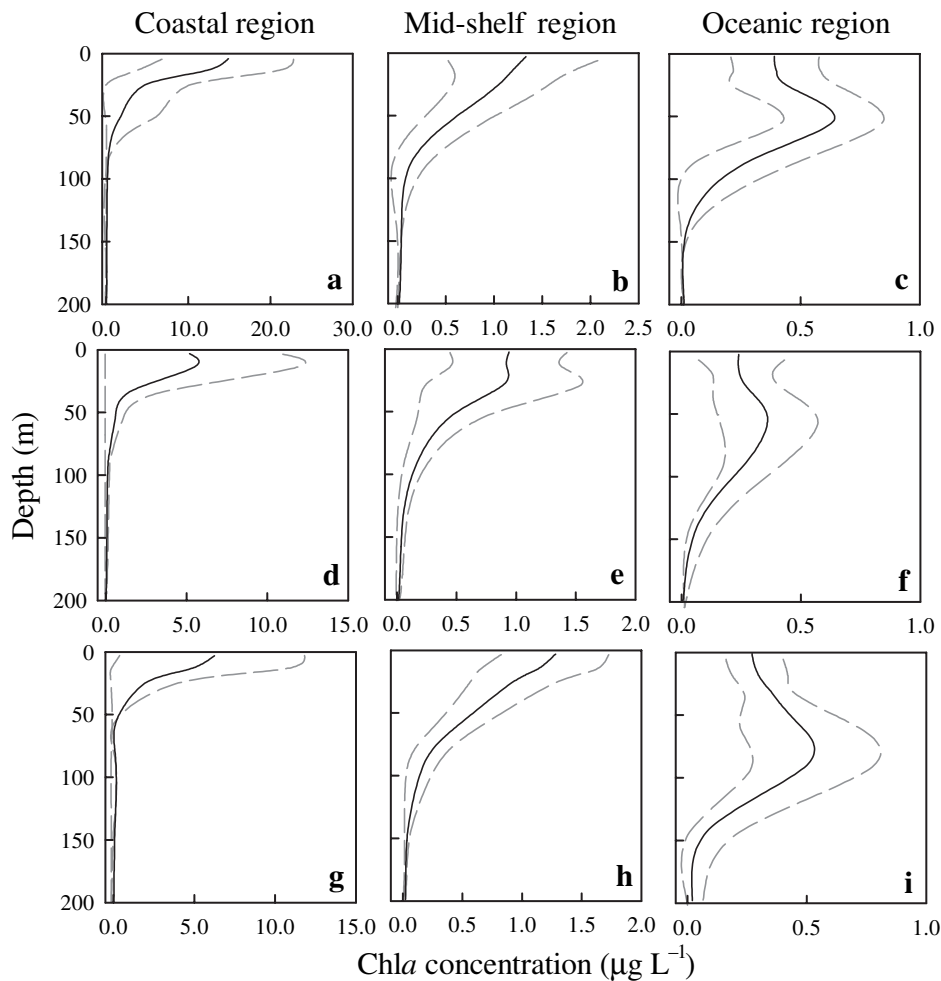 Coastal region Mid-shelf region Oceanic region
0
50
100
150
200
a b c
0.0 10.0 20.0 30.0 0.0 0.5 1.0 1.5 2.0 2.5 0.0 0.5 1.0
0
50
100
150
200
d e f
0.0 5.0 10.0 15.0 0.0 0.5 1.0 1.5 2.0 0.0 0.5 1.0
0
50
100
150
200
g h i
0.0 5.0 10.0 15.0 0.0 0.5 1.0 1.5 2.0 0.0 0.5 1.0
Depth (m)
Chla concentration (μg L⁻¹)